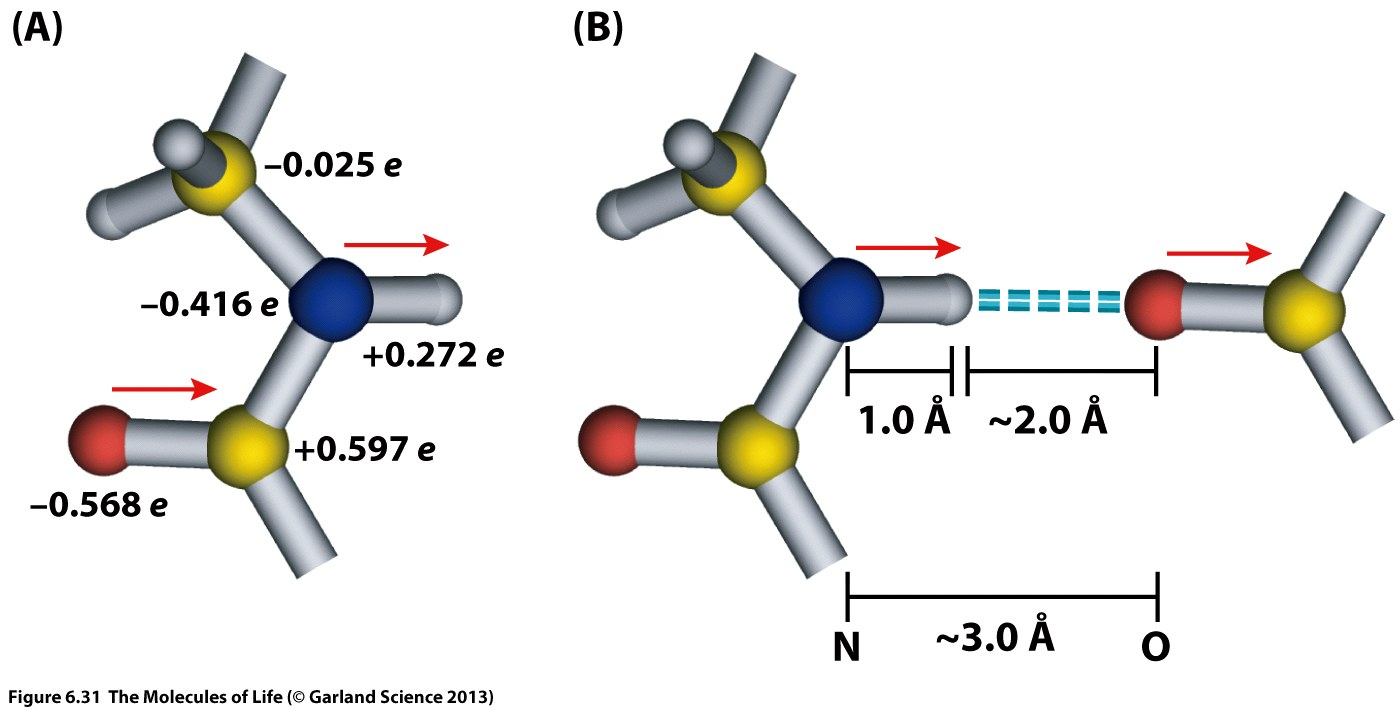 (A)
–0.025 e
–0.416 e
+0.272 e
+0.597 e
–0.568 e
(B)
1.0 Å
~2.0 Å
~3.0 Å
N
O
Figure 6.31 The Molecules of Life (© Garland Science 2013)